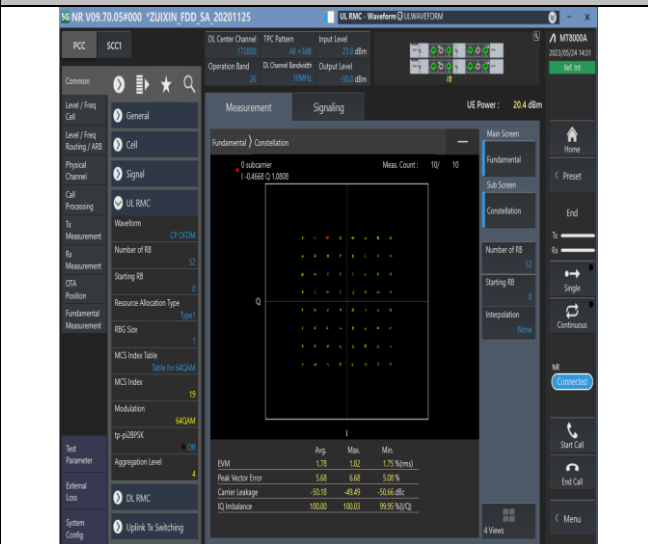 5G NR V09.70.05#000 *ZUIXIN_FDD_SA_20201125
UL RMC - Waveform ULWAVEFORM
PCC SCC1
DL Center Channel TPC Pattern Input Level
172800 All +3dB 23.0 dBm
Operation Band DL Channel Bandwidth Output Level
26 10MHz -50.0 dBm
MT8000A
2023/05/24 14:31
Ref. Int
Common
Level / Freq
Cell
Level / Freq
Routing / ARB
Physical
Channel
Call
Processing
Tx
Measurement
Rx
Measurement
OTA
Position
Fundamental
Measurement
Test
Parameter
External
Loss
System
Config
General
Cell
Signal
UL RMC
Waveform
CP OFDM
Number of RB
52
Starting RB
0
Resource Allocation Type
Type1
RBG Size
1
MCS Index Table
Table for 64QAM
MCS Index
19
Modulation
64QAM
tp-pi2BPSK
Off
Aggregation Level
4
DL RMC
Uplink Tx Switching
Measurement Signaling UE Power : 20.4 dBm
Fundamental Constellation
0 subcarrier Meas. Count : 10/ 10
I -0.4668 Q 1.0808
Q
I
Avg. Max. Min.
EVM 1.78 1.82 1.75 %(rms)
Peak Vector Error 5.68 6.68 5.08 %
Carrier Leakage -50.18 -49.49 -50.66 dBc
IQ Imbalance 100.00 100.03 99.95 %(I/Q)
Main Screen
Fundamental
Sub Screen
Constellation
Number of RB
52
Starting RB
0
Interpolation
None
4 Views
Home
Preset
End
Tx
Rx
Single
Continuous
NR
Connected
Start Call
End Call
Menu